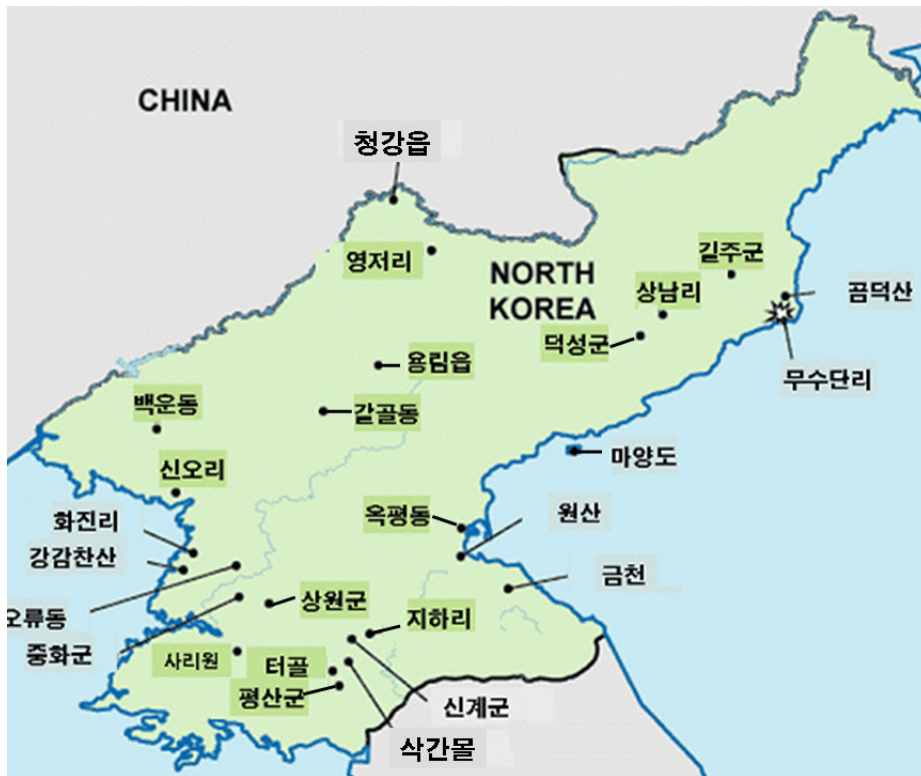 CHINA
청강읍
영저리
NORTH
KOREA
길주군
상남리
곰덕산
덕성군
무수단리
용림읍
백운동
갈골동
신오리
마양도
화진리
옥평동
원산
강감찬산
금천
오류동
상원군
지하리
중화군
사리원
터골
평산군
신계군
삭간몰